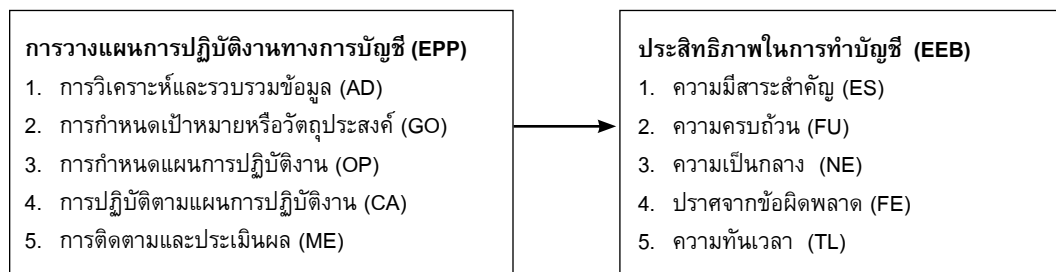 การวางแผนการปฏิบัติงานทางการบัญชี (EPP)
1. การวิเคราะห์และรวบรวมข้อมูล (AD)
2. การกำหนดเป้าหมายหรือวัตถุประสงค์ (GO)
3. การกำหนดแผนการปฏิบัติงาน (OP)
4. การปฏิบัติตามแผนการปฏิบัติงาน (CA)
5. การติดตามและประเมินผล (ME)
ประสิทธิภาพในการทำบัญชี (EEB)
1. ความมีสาระสำคัญ (ES)
2. ความครบถ้วน (FU)
3. ความเป็นกลาง (NE)
4. ปราศจากข้อผิดพลาด (FE)
5. ความทันเวลา (TL)